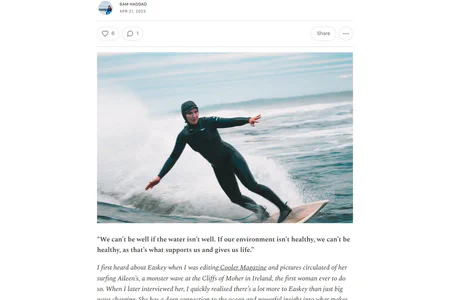 SAM HADDAD
APR 21, 2023
6
1
Share
"We can't be well if the water isn't well. If our environment isn't healthy, we can't be
healthy, as that's what supports us and gives us life."
I first heard about Easkey when I was editing Cooler Magazine and pictures circulated of her
surfing Aileen's, a monster wave at the Cliffs of Moher in Ireland, the first woman ever to do
so. When I later interviewed her, I quickly realised there's a lot more to Easkey than just big
wave charging. She has a deep connection to the ocean and powerful insights into what makes